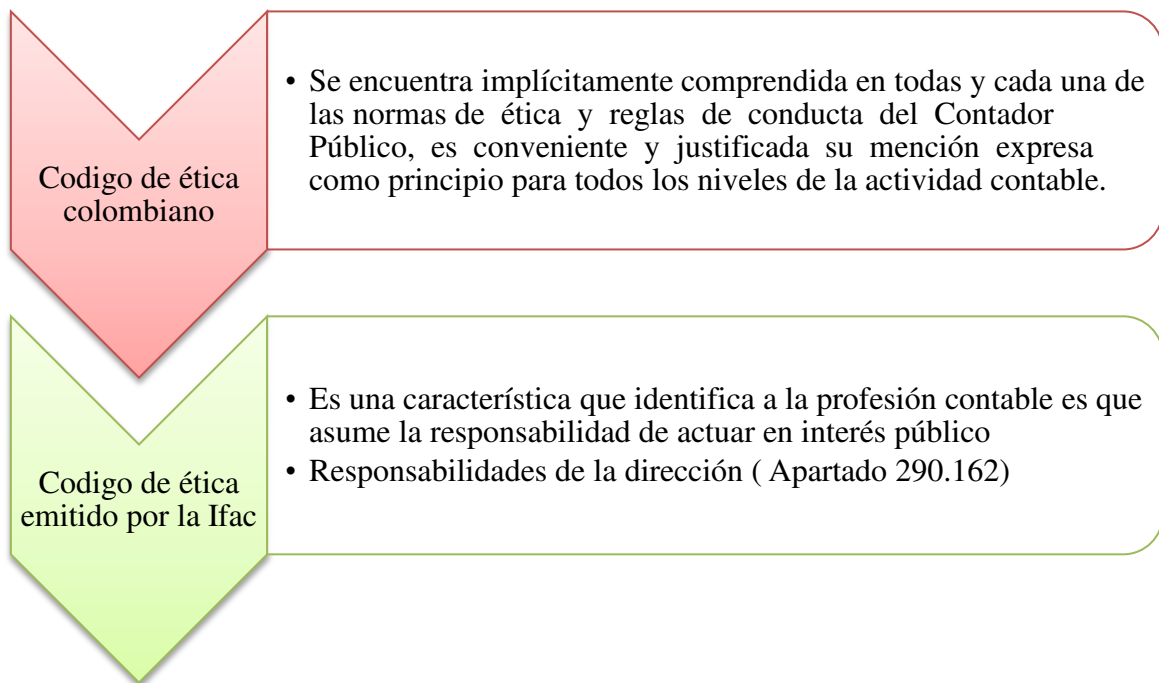 Codigo de ética
colombiano
• Se encuentra implícitamente comprendida en todas y cada una de
las normas de ética y reglas de conducta del Contador
Público, es conveniente y justificada su mención expresa
como principio para todos los niveles de la actividad contable.
Codigo de ética
emitido por la Ifac
• Es una característica que identifica a la profesión contable es que
asume la responsabilidad de actuar en interés público
• Responsabilidades de la dirección ( Apartado 290.162)